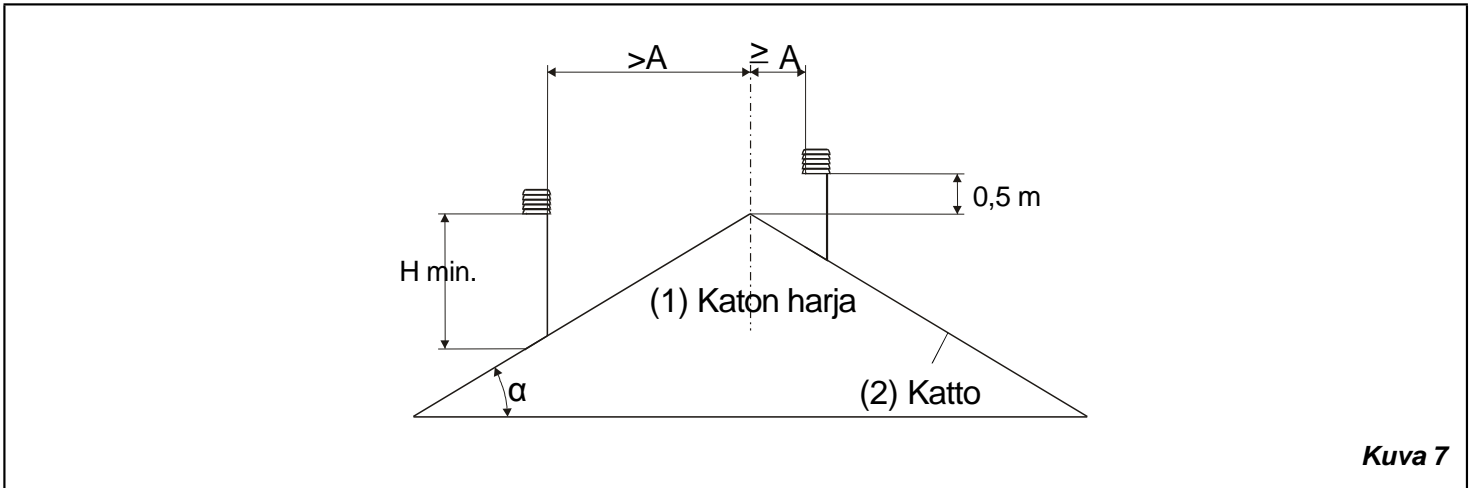 >A
≥ A
0,5 m
H min.
(1) Katon harja
α
(2) Katto
Kuva 7